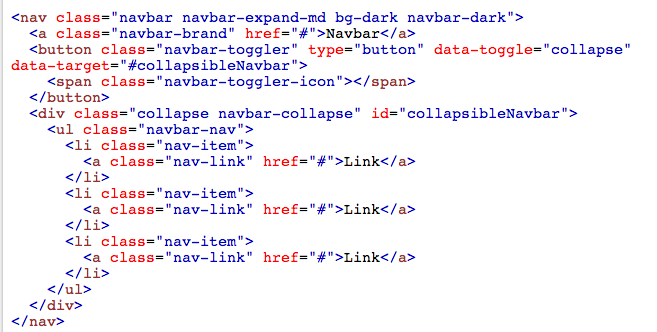 <nav class="navbar navbar-expand-md bg-dark navbar-dark">
  <a class="navbar-brand" href="#">Navbar</a>
  <button class="navbar-toggler" type="button" data-toggle="collapse"
data-target="#collapsibleNavbar">
    <span class="navbar-toggler-icon"></span>
  </button>
  <div class="collapse navbar-collapse" id="collapsibleNavbar">
    <ul class="navbar-nav">
      <li class="nav-item">
        <a class="nav-link" href="#">Link</a>
      </li>
      <li class="nav-item">
        <a class="nav-link" href="#">Link</a>
      </li>
      <li class="nav-item">
        <a class="nav-link" href="#">Link</a>
      </li>
    </ul>
  </div>
</nav>